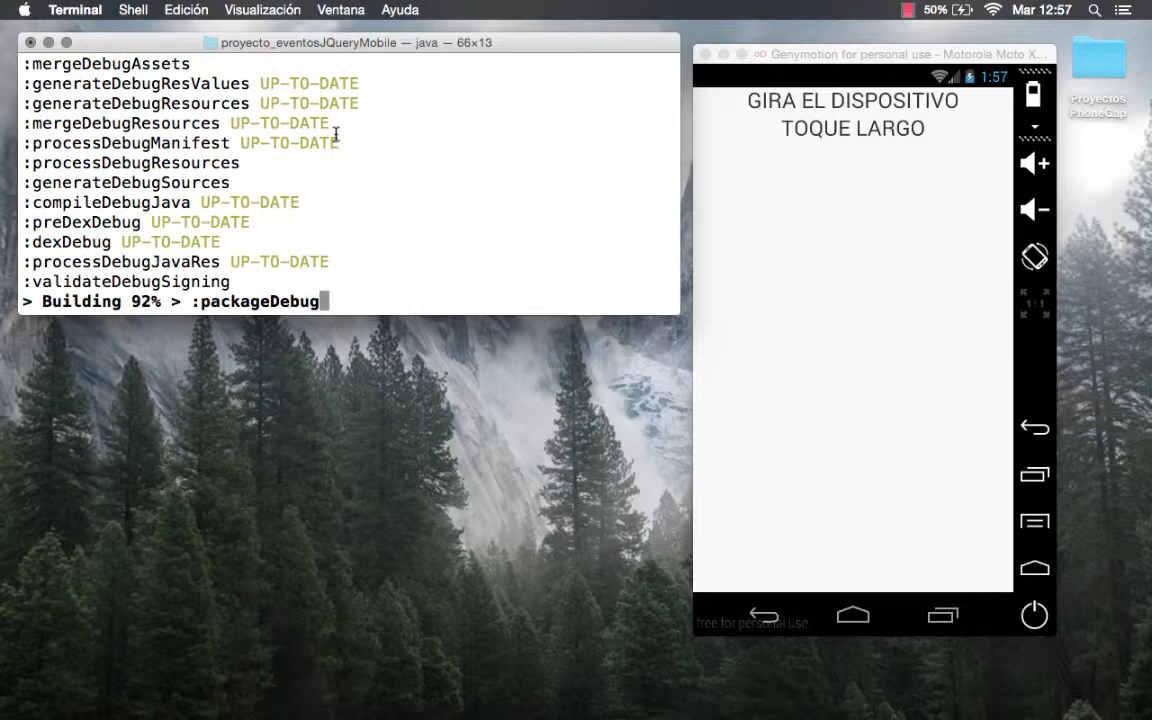 Terminal Shell Edición Visualización Ventana Ayuda 50% Mar 12:57
proyecto_eventosJQueryMobile — java — 66×13
:mergeDebugAssets
:generateDebugResValues UP-TO-DATE
:generateDebugResources UP-TO-DATE
:mergeDebugResources UP-TO-DATE
:processDebugManifest UP-TO-DATE
:processDebugResources
:generateDebugSources
:compileDebugJava UP-TO-DATE
:preDexDebug UP-TO-DATE
:dexDebug UP-TO-DATE
:processDebugJavaRes UP-TO-DATE
:validateDebugSigning
> Building 92% > :packageDebug
Genymotion for personal use - Motorola Moto X...
1:57
GIRA EL DISPOSITIVO
TOQUE LARGO
1:1
free for personal use
Proyectos
PhoneGap